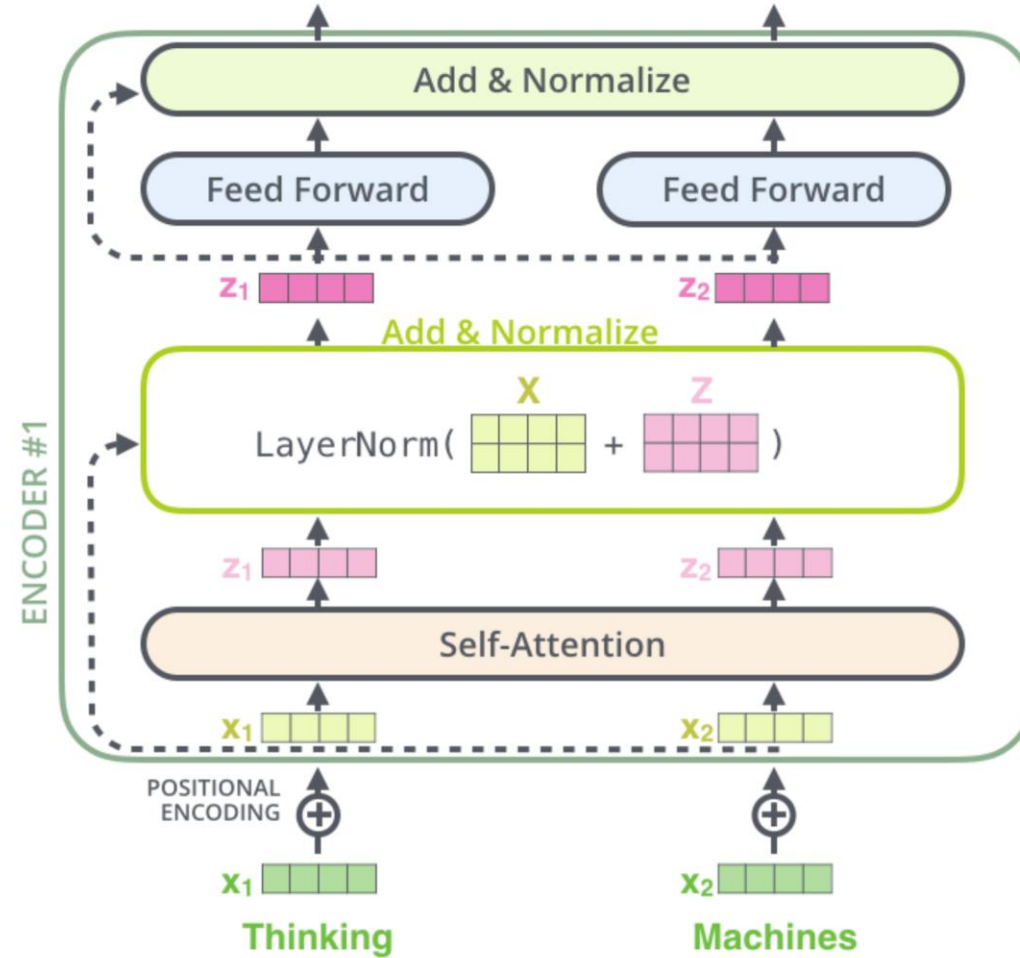 Add & Normalize
Feed Forward Feed Forward
z1 z2
Add & Normalize
X Z
LayerNorm( + )
ENCODER #1
z1 z2
Self-Attention
x1 x2
POSITIONAL
ENCODING
x1 x2
Thinking Machines